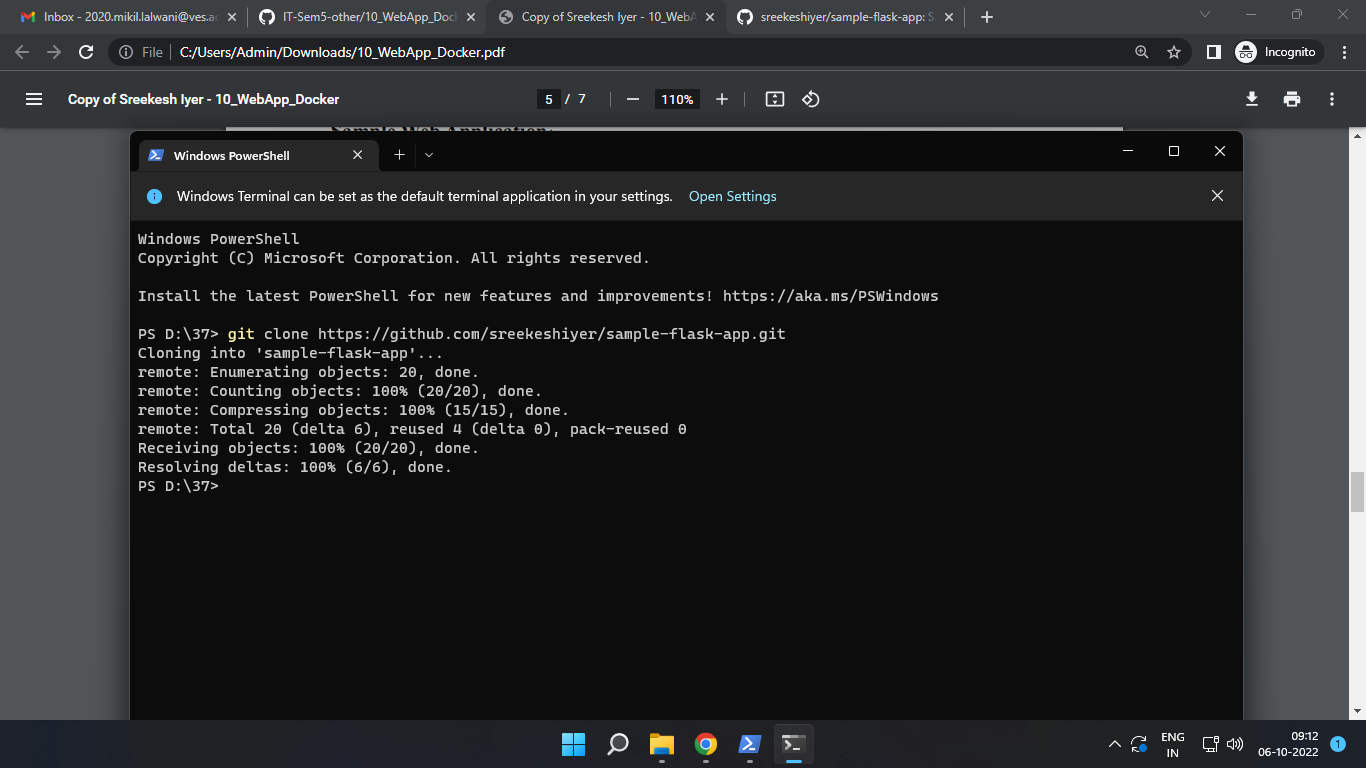 Inbox - 2020.mikil.lalwani@ves.ac
IT-Sem5-other/10_WebApp_Doc
Copy of Sreekesh Iyer - 10_WebA
sreekeshiyer/sample-flask-app: S
File
C:/Users/Admin/Downloads/10_WebApp_Docker.pdf
Incognito
Copy of Sreekesh Iyer - 10_WebApp_Docker
5 / 7
110%
Sample Web Application:
Windows PowerShell
Windows Terminal can be set as the default terminal application in your settings. Open Settings
Windows PowerShell
Copyright (C) Microsoft Corporation. All rights reserved.
Install the latest PowerShell for new features and improvements! https://aka.ms/PSWindows
PS D:\37> git clone https://github.com/sreekeshiyer/sample-flask-app.git
Cloning into 'sample-flask-app'...
remote: Enumerating objects: 20, done.
remote: Counting objects: 100% (20/20), done.
remote: Compressing objects: 100% (15/15), done.
remote: Total 20 (delta 6), reused 4 (delta 0), pack-reused 0
Receiving objects: 100% (20/20), done.
Resolving deltas: 100% (6/6), done.
PS D:\37>
ENG
IN
09:12
06-10-2022
1